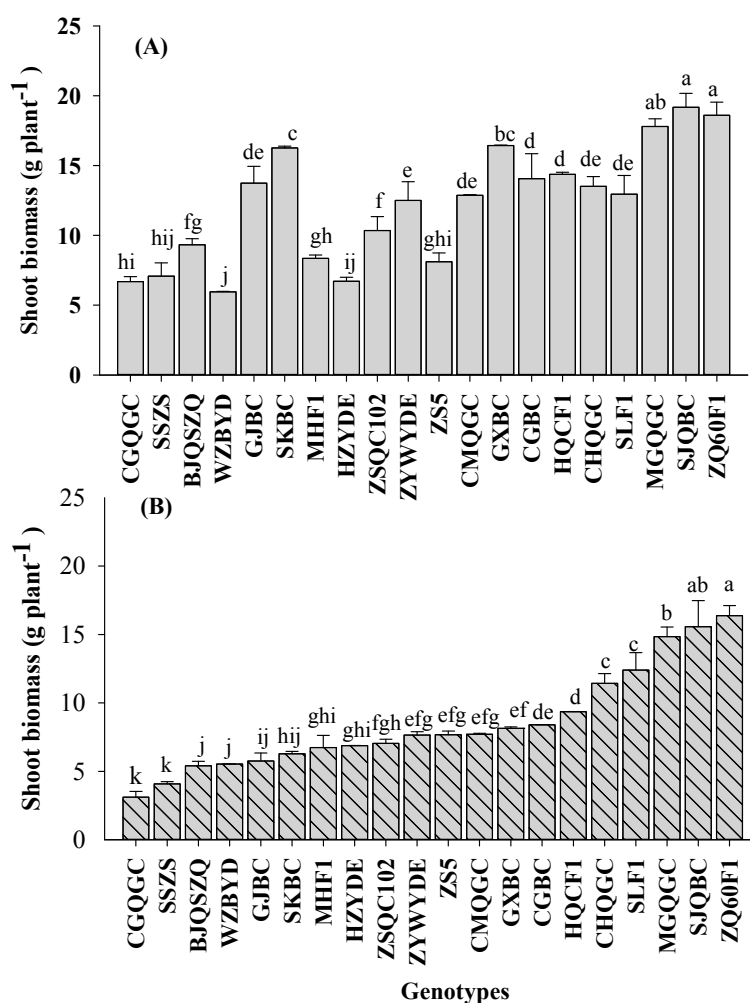 (A)
Shoot biomass (g plant-1)
25
20
15
10
5
0
hi hij fg j de c gh ij f e ghi de bc d d de de ab a a
CGQGC SSZS BJQSZQ WZBYD GJBC SKBC MHF1 HZYDE ZSQC102 ZYWYDE ZS5 CMQGC GXBC CGBC HQCF1 CHQGC SLF1 MGQGC SJQBC ZQ60F1
(B)
Shoot biomass (g plant-1)
25
20
15
10
5
0
k k j j ij hij ghi ghi fgh efg efg efg ef de d c c b ab a
CGQGC SSZS BJQSZQ WZBYD GJBC SKBC MHF1 HZYDE ZSQC102 ZYWYDE ZS5 CMQGC GXBC CGBC HQCF1 CHQGC SLF1 MGQGC SJQBC ZQ60F1
Genotypes